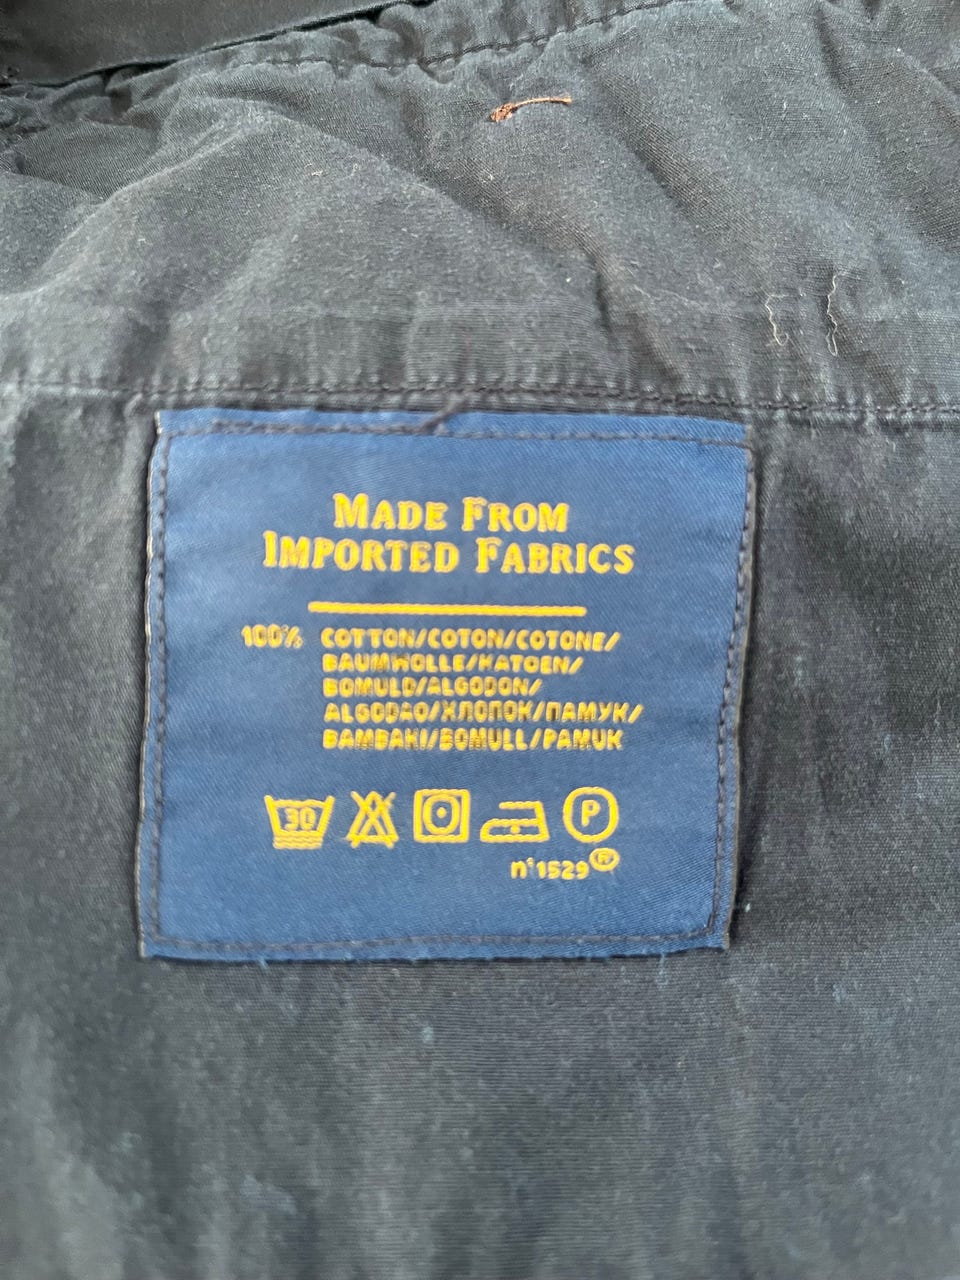 MADE FROM
IMPORTED FABRICS
100% COTTON/COTON/COTONE/
BAUMWOLLE/KATOEN/
BOMULD/ALGODON/
ALGODAO/ХЛОПОК/ПАМУК/
BAMBAKI/BOMULL/PAMUK
30 P
n°1529®